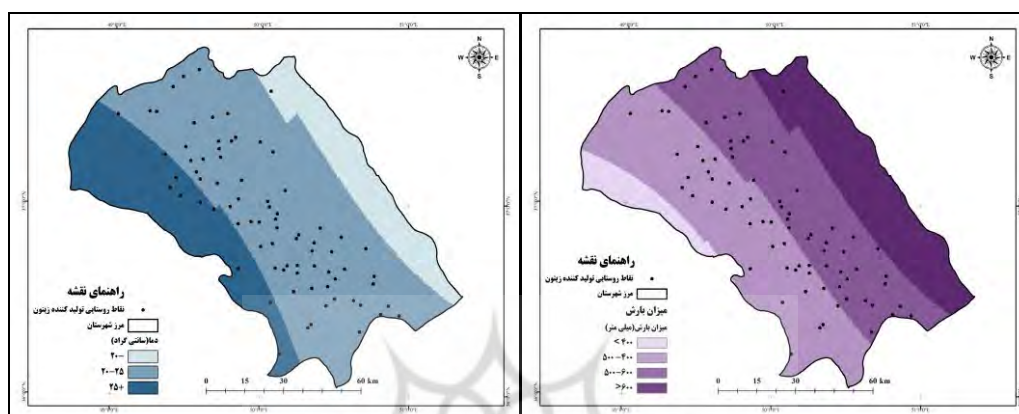 N
W E
S
راهنمای نقشه
نقاط روستایی تولید کننده زیتون
مرز شهرستان
دما(سانتی گراد)
۲۰-
۲۰-۲۵
۲۵+
0 15 30 60 km
N
W E
S
راهنمای نقشه
نقاط روستایی تولید کننده زیتون
مرز شهرستان
میزان بارش
میزان بارش(میلی متر)
<۴۰۰
۵۰۰-۴۰۰
۵۰۰-۶۰۰
>۶۰۰
0 15 30 60 km